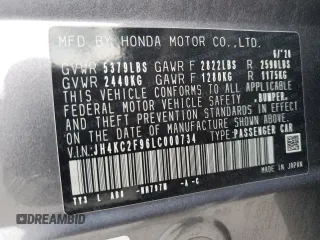 MFD. BY HONDA MOTOR CO., LTD.
GVWR 5379LBS GAWR F 2822LBS R 2590LBS
GVWR 2440KG GAWR F 1280KG R 1175KG
THIS VEHICLE CONFORMS TO ALL APPLICABLE
FEDERAL MOTOR VEHICLE SAFETY, BUMPER,
AND THEFT PREVENTION STANDARDS IN EFFECT ON
THE DATE OF MANUFACTURE SHOWN ABOVE.
V.I.N:JH4KC2F96LC000734 TYPE:PASSENGER CAR
-A -C
MADE IN JAPAN
DREAMBID